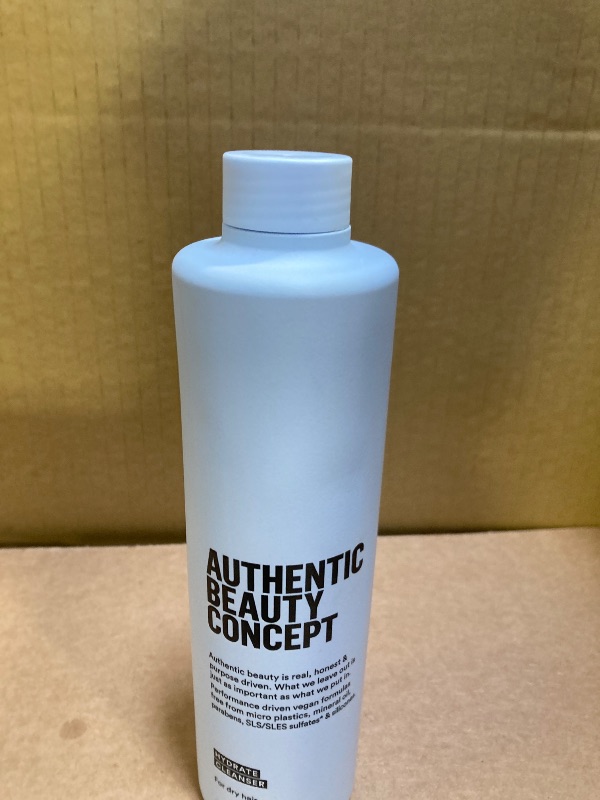 AUTHENTIC
BEAUTY
CONCEPT
Authentic beauty is real, honest &
purpose driven. What we leave out is
just as important as what we put in.
Performance driven vegan formulas
free from micro plastics, mineral oil,
parabens, SLS/SLES sulfates* & silicones.
HYDRATE
CLEANSER
For dry hair